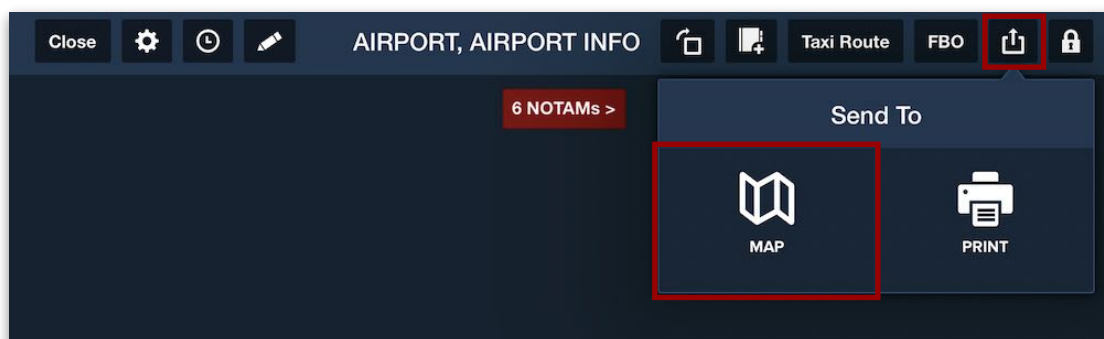 Close
AIRPORT, AIRPORT INFO
Taxi Route
FBO
6 NOTAMs >
Send To
MAP
PRINT